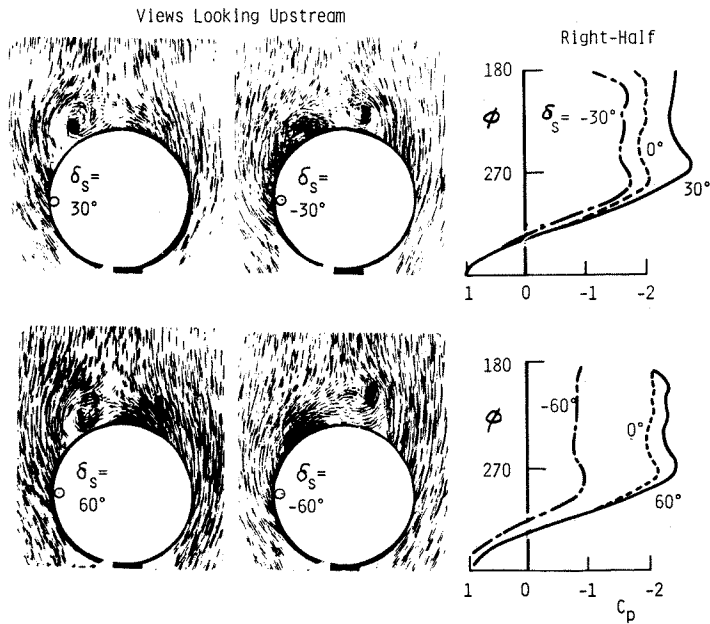 Views Looking Upstream
Right-Half
δs=
30°
δs=
-30°
180
ϕ
270
δs= -30°
0°
30°
1 0 -1 -2
δs=
60°
δs=
-60°
180
ϕ
270
-60°
0°
60°
1 0 -1 -2
Cp